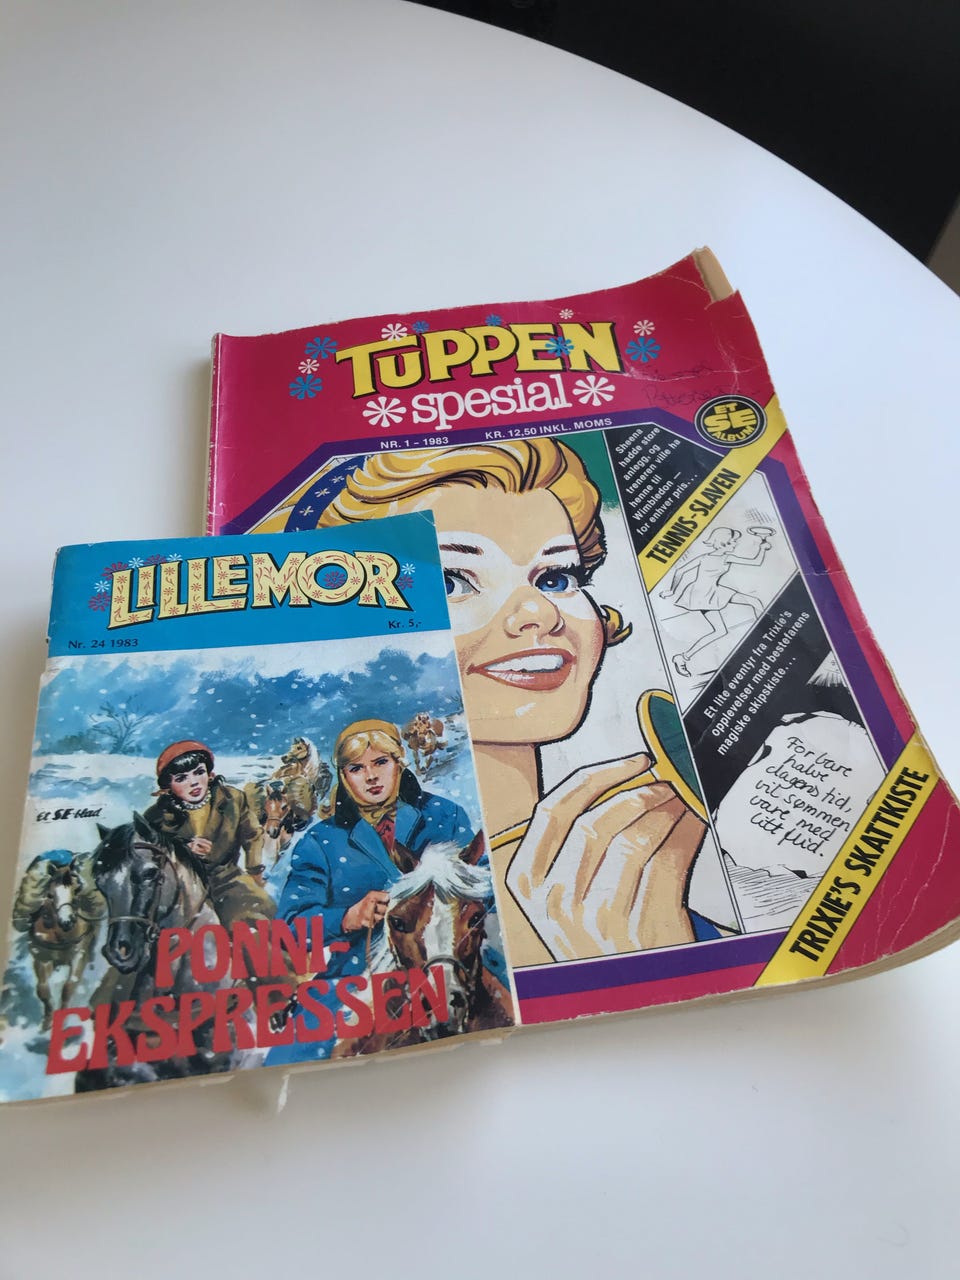 TUPPEN
spesial
NR. 1 - 1983 KR. 12,50 INKL. MOMS
ET
SE
ALBUM
Sheena
hadde store
anlegg, og
treneren ville ha
henne til
Wimbledon —
for enhver pris...
TENNIS-SLAVEN
Et lite eventyr fra Trixie's
opplevelser med bestefarens
magiske skipskiste...
For bare
halve
dagens tid,
vil sømmen
være med
litt flid.
TRIXIE'S SKATTKISTE
LILLEMOR
Nr. 24 1983 Kr. 5,-
Et SE-blad
PONNI-
EKSPRESSEN